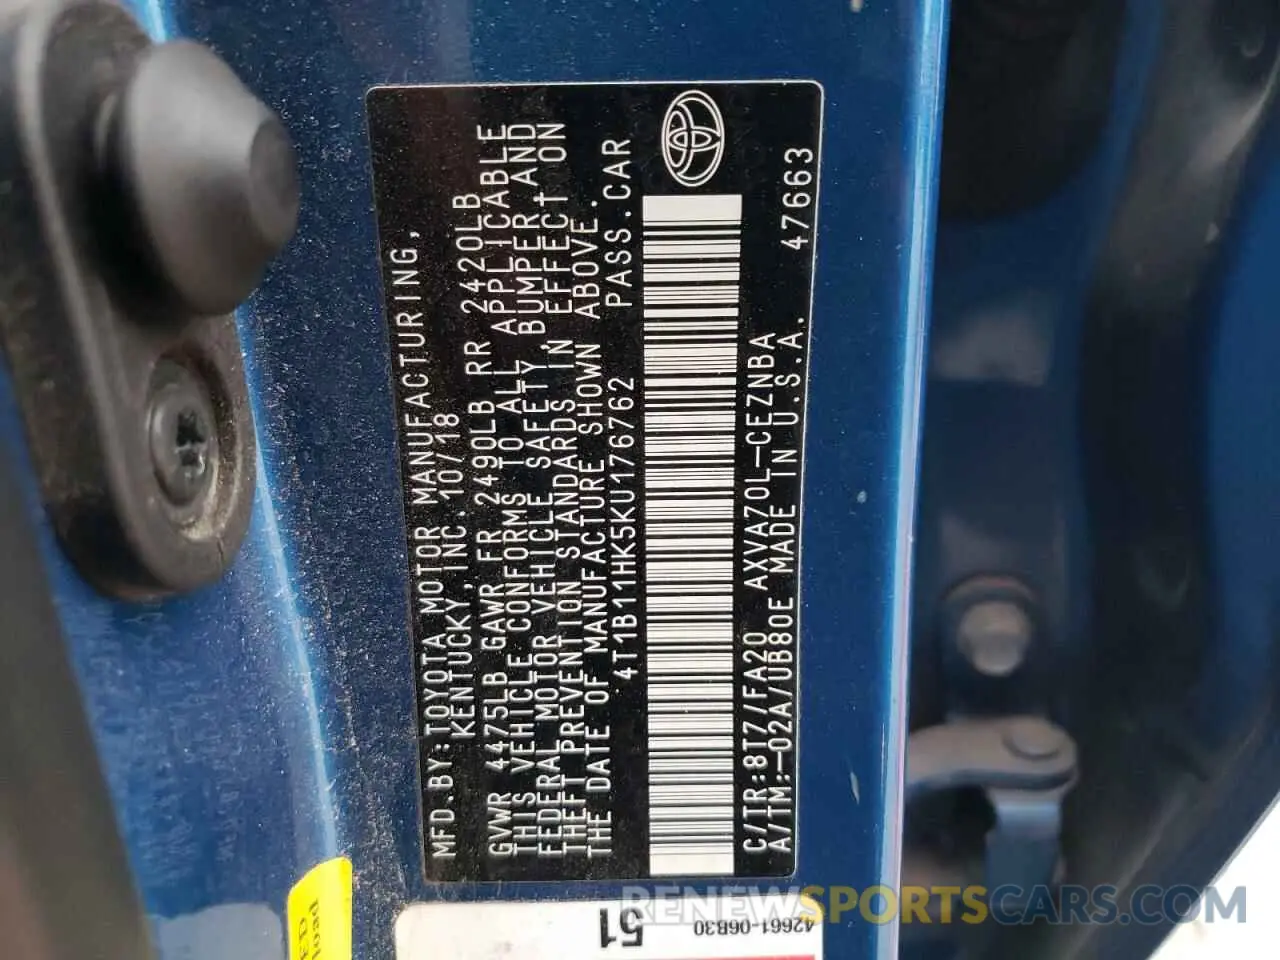 MFD.BY:TOYOTA MOTOR MANUFACTURING,
KENTUCKY,INC.10/18
GVWR 4475LB GAWR FR 2490LB RR 2420LB
THIS VEHICLE CONFORMS TO ALL APPLICABLE
FEDERAL MOTOR VEHICLE SAFETY,BUMPER,AND
THEFT PREVENTION STANDARDS IN EFFECT ON
THE DATE OF MANUFACTURE SHOWN ABOVE.
4T1B11HK5KU176762 PASS.CAR
C/TR:8T7/FA20 AXVA70L-CEZNBA
A/TM:-02A/UB80E MADE IN U.S.A. 47663
51
42661-06B30
RENEWSPORTSCARS.COM